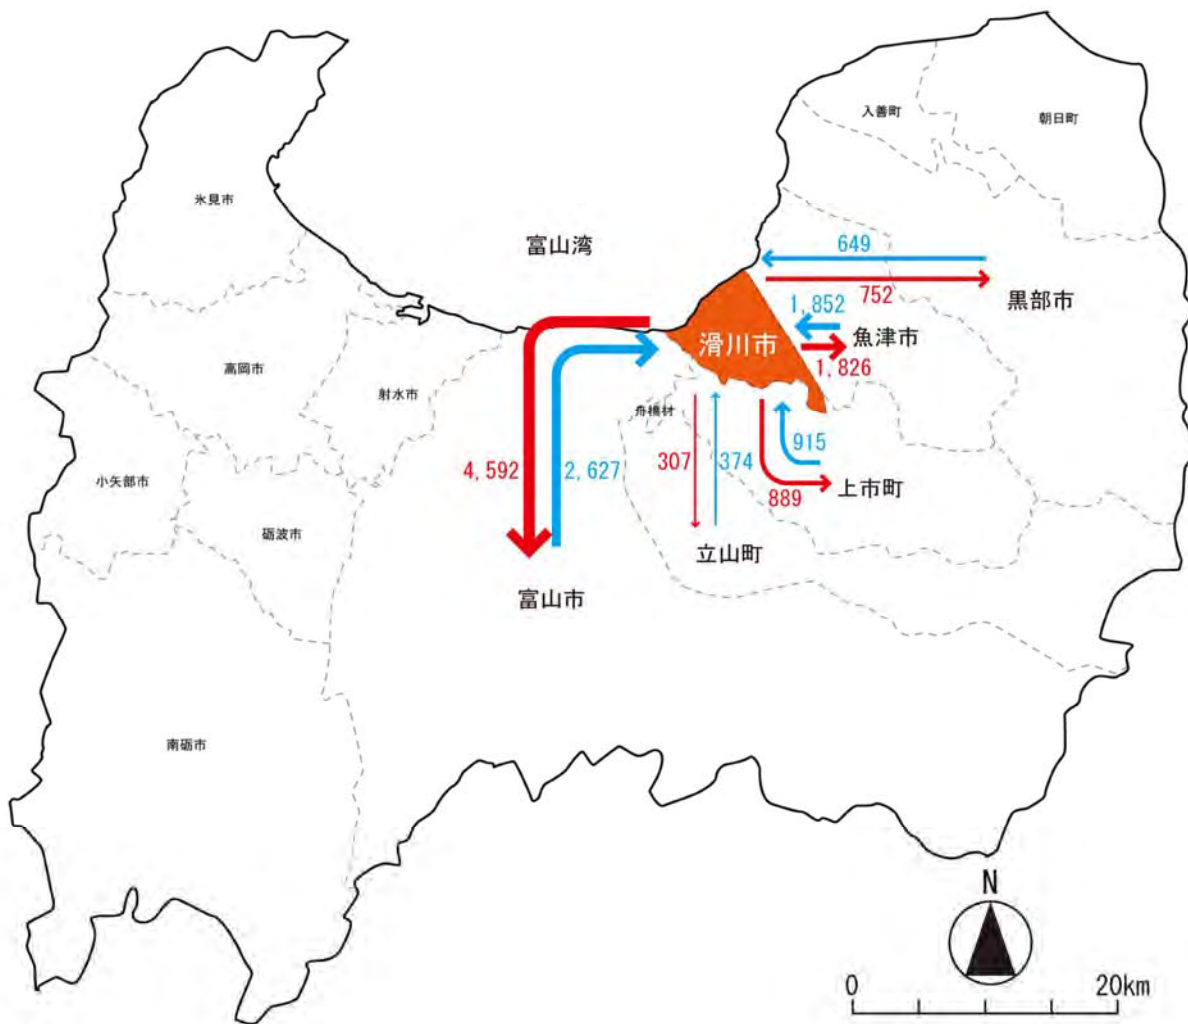 入善町
朝日町
氷見市
富山湾
649
752
黒部市
1,852
魚津市
滑川市
1,826
高岡市
射水市
舟橋村
915
4,592
2,627
307
374
889
上市町
小矢部市
砺波市
立山町
富山市
南砺市
N
0
20km